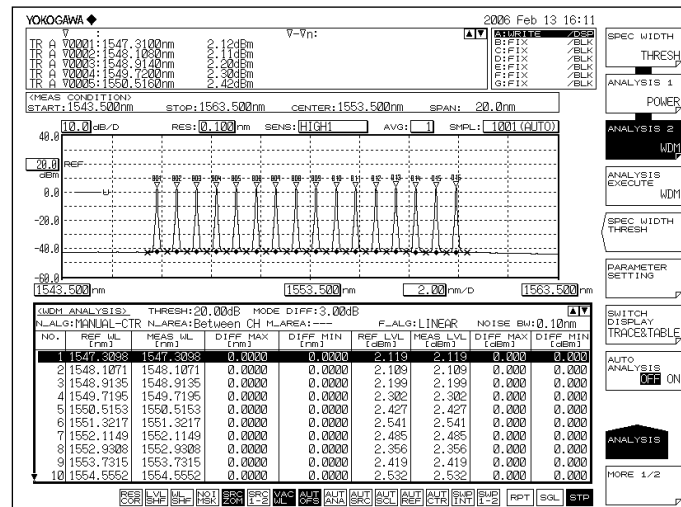 YOKOGAWA ◆ 2006 Feb 13 16:11
∇ : ∇-∇n:
TR A ∇0001:1547.3100nm 2.12dBm
TR A ∇0002:1548.1080nm 2.11dBm
TR A ∇0003:1548.9140nm 2.20dBm
TR A ∇0004:1549.7200nm 2.30dBm
TR A ∇0005:1550.5160nm 2.42dBm
A:WRITE /DSP
B:FIX /BLK
C:FIX /BLK
D:FIX /BLK
E:FIX /BLK
F:FIX /BLK
G:FIX /BLK
<MEAS CONDITION>
START:1543.500nm STOP:1563.500nm CENTER:1553.500nm SPAN: 20.0nm
10.0 dB/D RES: 0.100 nm SENS: HIGH1 AVG: 1 SMPL: 1001(AUTO)
40.0
20.0 REF
dBm
001 002 003 004 005 006 007 008 009 010 011 012 013 014 015 016
0.0
-20.0
-40.0
-60.0
1543.500 nm 1553.500 nm 2.00 nm/D 1563.500 nm
<WDM ANALYSIS> THRESH:20.00dB MODE DIFF:3.00dB
N_ALG:MANUAL-CTR N_AREA:Between CH M_AREA:--- F_ALG:LINEAR NOISE BW:0.10nm
NO. REF WL MEAS WL DIFF MAX DIFF MIN REF LVL MEAS LVL DIFF MAX DIFF MIN
[nm] [nm] [nm] [nm] [dBm] [dBm] [dBm] [dBm]
1 1547.3098 1547.3098 0.0000 0.0000 2.119 2.119 0.000 0.000
2 1548.1071 1548.1071 0.0000 0.0000 2.109 2.109 0.000 0.000
3 1548.9135 1548.9135 0.0000 0.0000 2.199 2.199 0.000 0.000
4 1549.7195 1549.7195 0.0000 0.0000 2.302 2.302 0.000 0.000
5 1550.5153 1550.5153 0.0000 0.0000 2.427 2.427 0.000 0.000
6 1551.3217 1551.3217 0.0000 0.0000 2.541 2.541 0.000 0.000
7 1552.1149 1552.1149 0.0000 0.0000 2.485 2.485 0.000 0.000
8 1552.9308 1552.9308 0.0000 0.0000 2.356 2.356 0.000 0.000
9 1553.7315 1553.7315 0.0000 0.0000 2.419 2.419 0.000 0.000
10 1554.5552 1554.5552 0.0000 0.0000 2.532 2.532 0.000 0.000
RES LVL WL NOI SRC SRC VAC AUT AUT AUT AUT AUT AUT SWP SWP RPT SGL STP
COR SHF SHF MSK ZOM 1-2 WL OFS ANA SRC SCL REF CTR INT 1-2
SPEC WIDTH
THRESH
ANALYSIS 1
POWER
ANALYSIS 2
WDM
ANALYSIS
EXECUTE
WDM
SPEC WIDTH
THRESH
PARAMETER
SETTING
SWITCH
DISPLAY
TRACE&TABLE
AUTO
ANALYSIS
OFF ON
ANALYSIS
MORE 1/2